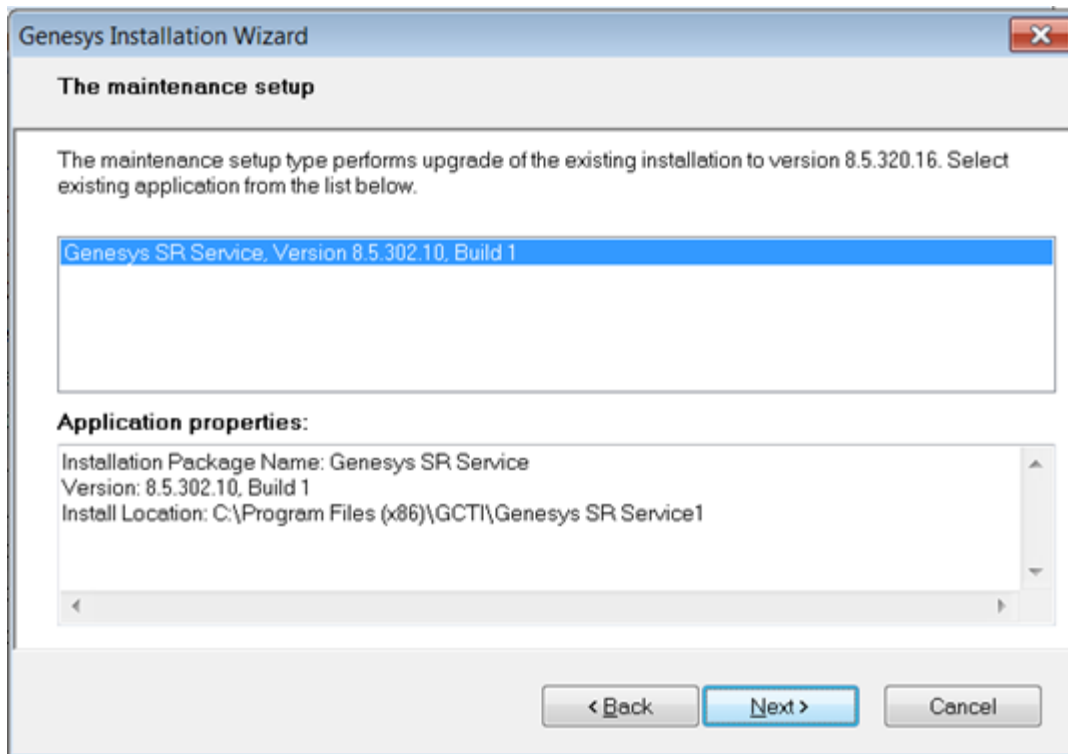 Genesys Installation Wizard
The maintenance setup
The maintenance setup type performs upgrade of the existing installation to version 8.5.320.16. Select
existing application from the list below.
Genesys SR Service, Version 8.5.302.10, Build 1
Application properties:
Installation Package Name: Genesys SR Service
Version: 8.5.302.10, Build 1
Install Location: C:\Program Files (x86)\GCTI\Genesys SR Service1
< Back Next > Cancel